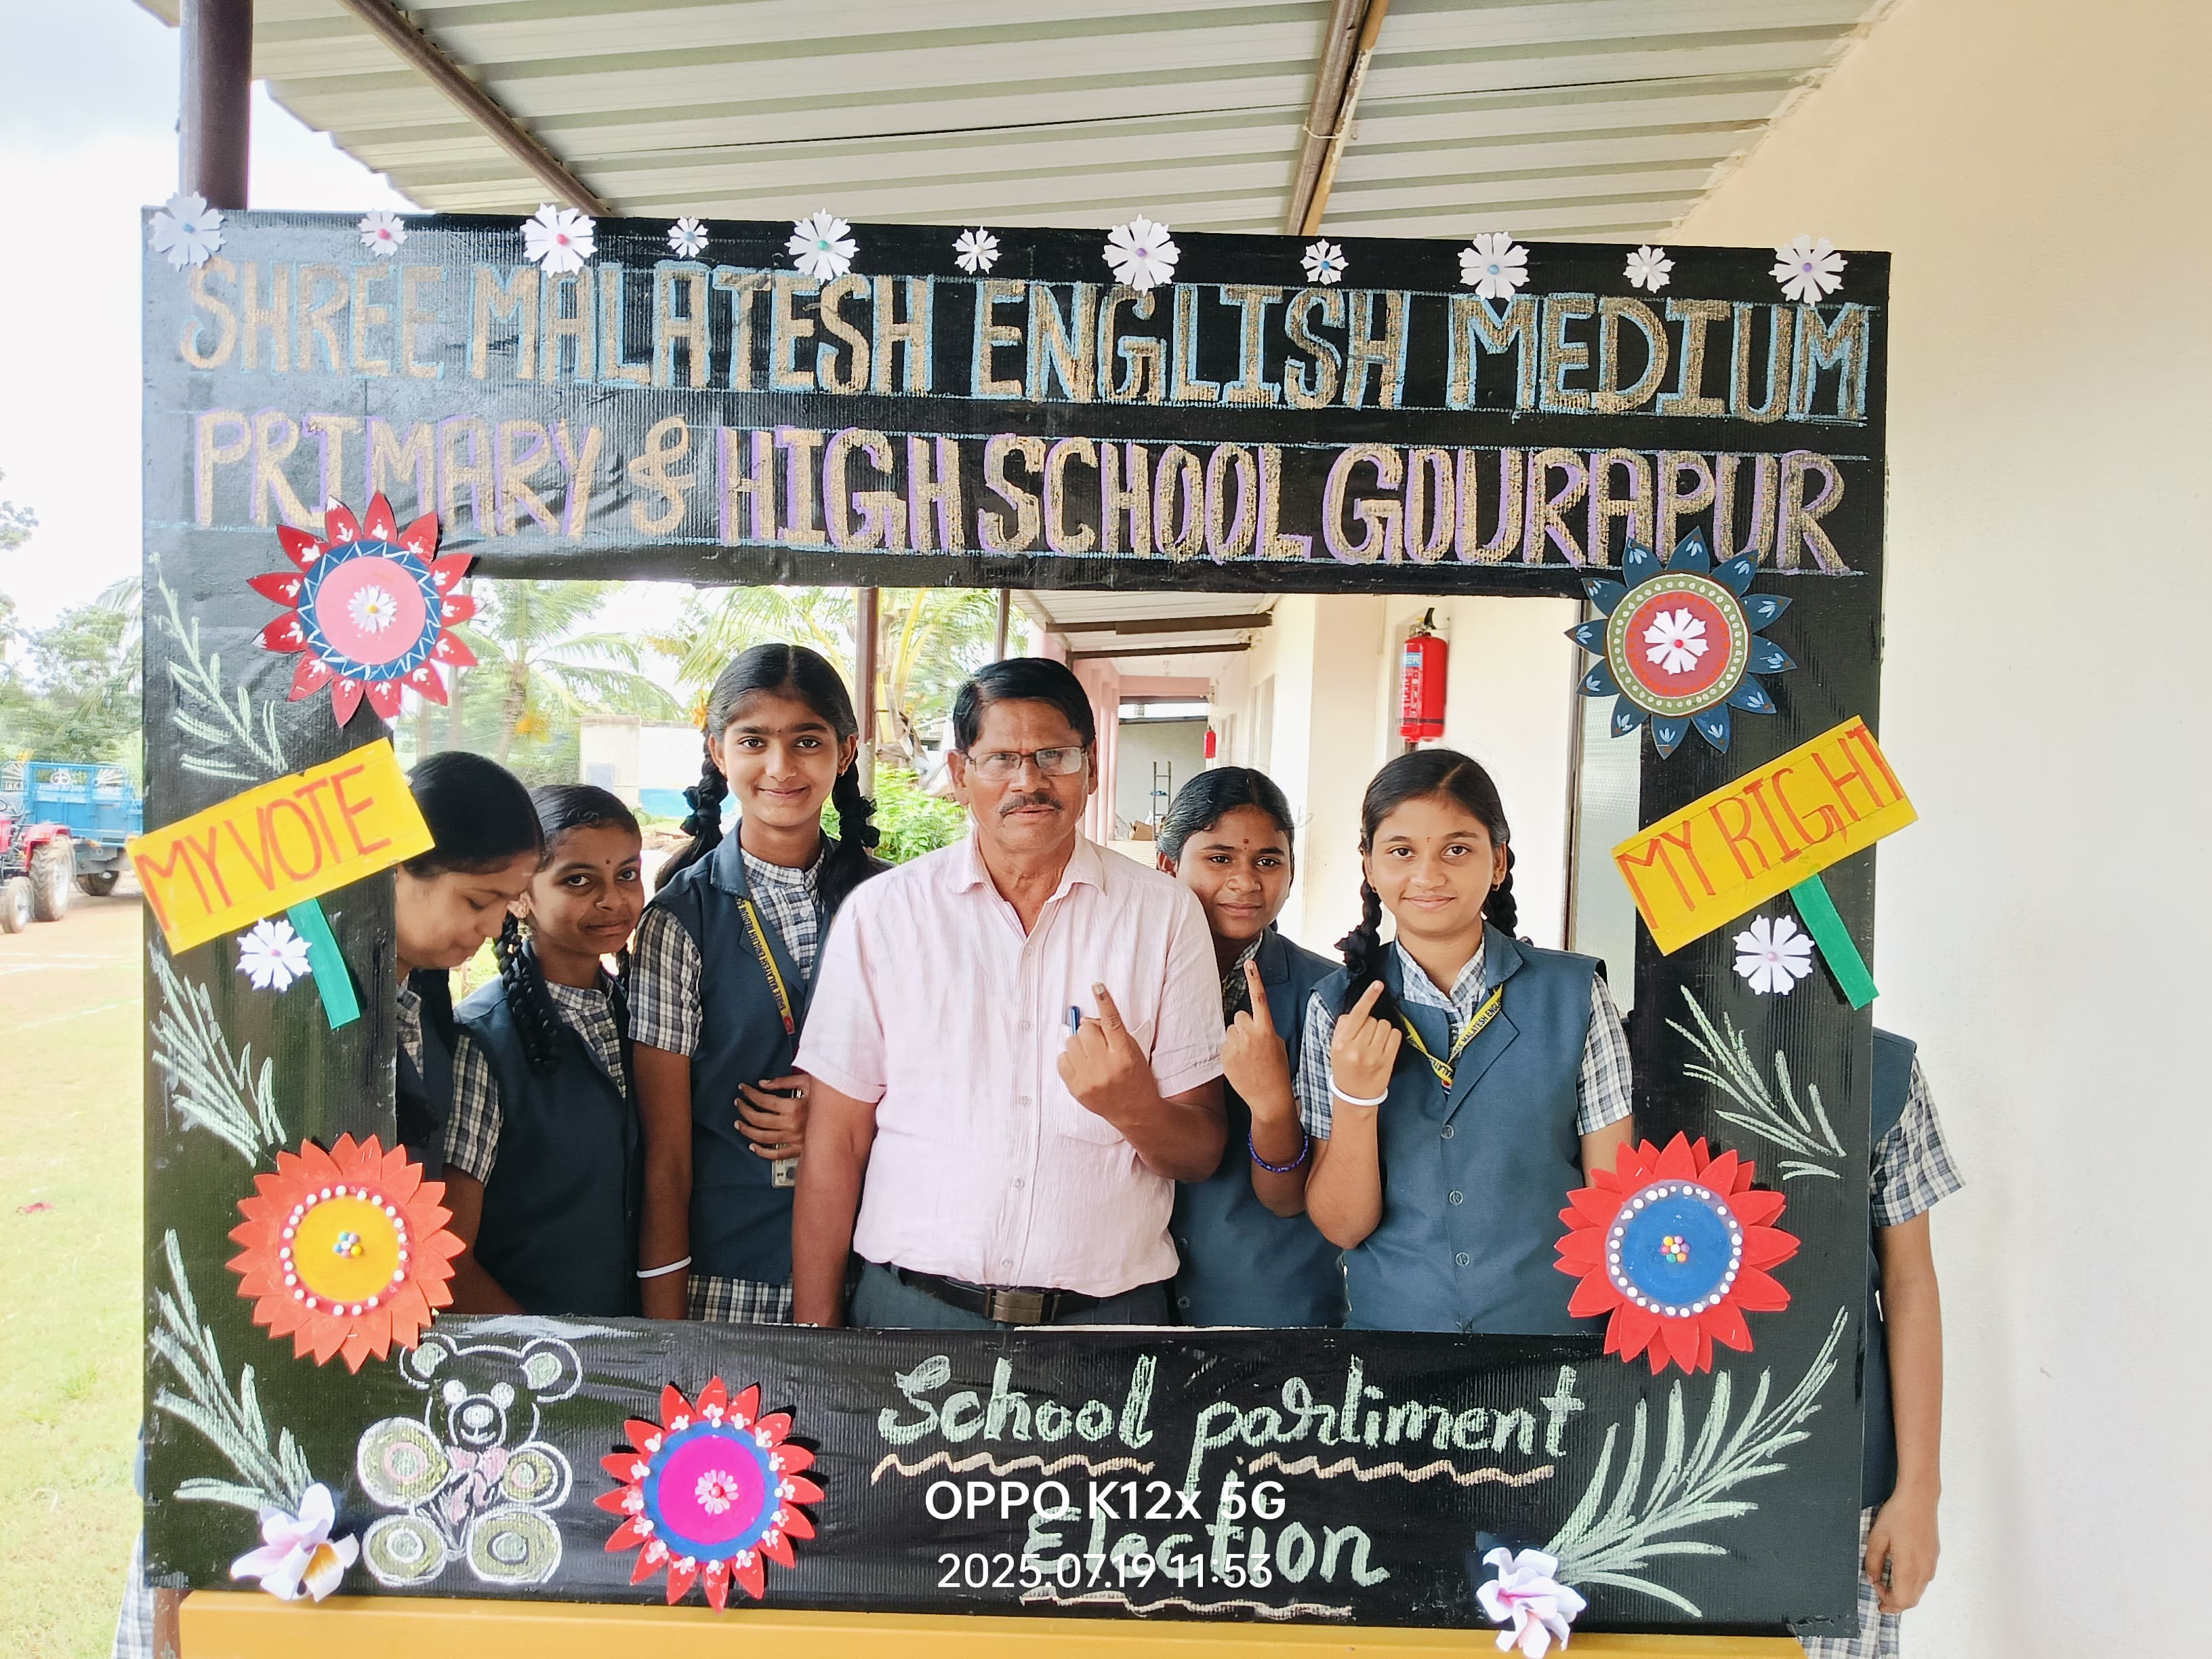 SHREE MALATESH ENGLISH MEDIUM
PRIMARY & HIGH SCHOOL GOURAPUR
MY VOTE
MY RIGHT
School parliment
Election
OPPO K12x 5G
2025.07.19 11:53